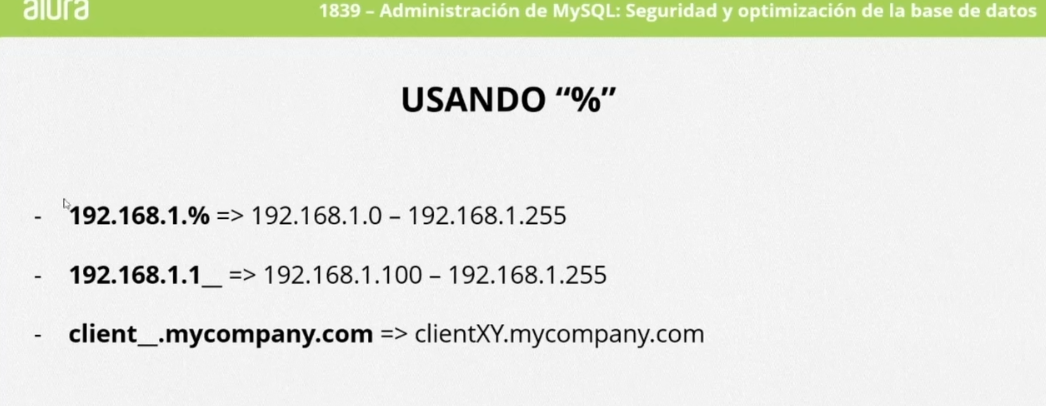 alura
1839 – Administración de MySQL: Seguridad y optimización de la base de datos
USANDO “%”
- 192.168.1.% => 192.168.1.0 – 192.168.1.255
- 192.168.1.1__ => 192.168.1.100 – 192.168.1.255
- client__.mycompany.com => clientXY.mycompany.com